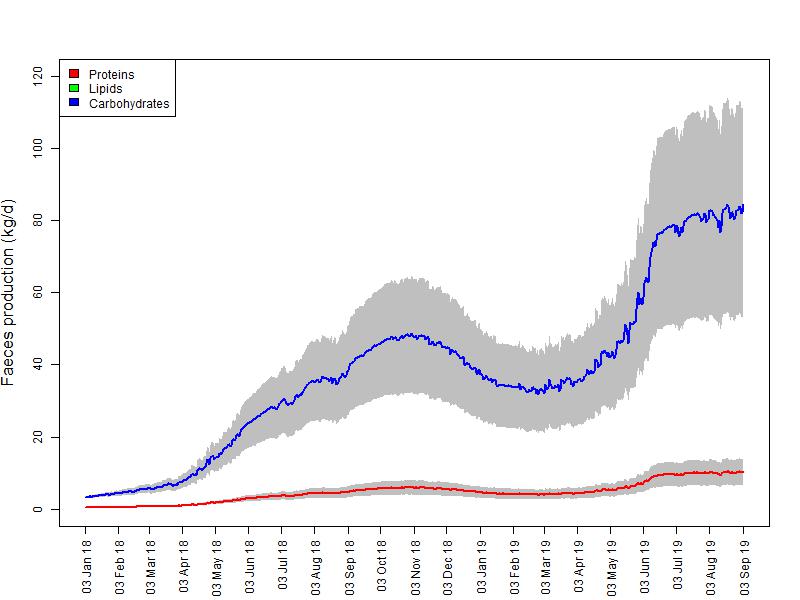 120
100
80
60
40
20
0
Faeces production (kg/d)
Proteins
Lipids
Carbohydrates
03 Jan 18
03 Feb 18
03 Mar 18
03 Apr 18
03 May 18
03 Jun 18
03 Jul 18
03 Aug 18
03 Sep 18
03 Oct 18
03 Nov 18
03 Dec 18
03 Jan 19
03 Feb 19
03 Mar 19
03 Apr 19
03 May 19
03 Jun 19
03 Jul 19
03 Aug 19
03 Sep 19